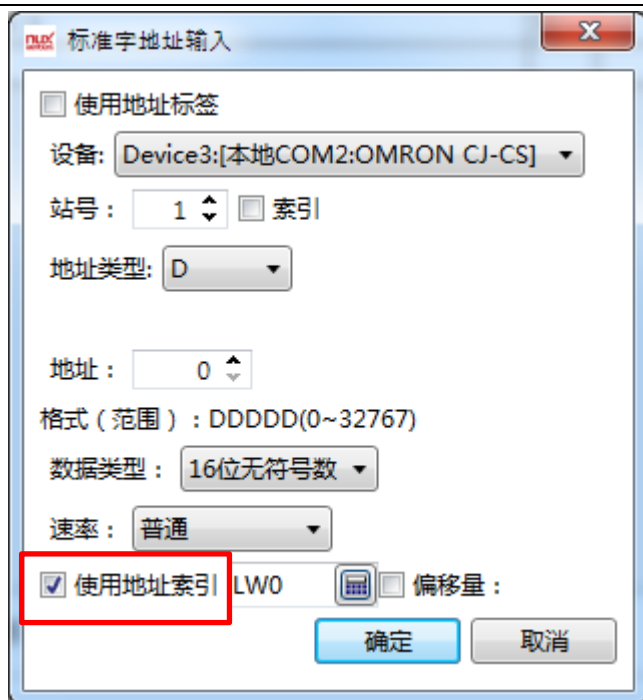 nux 标准字地址输入
使用地址标签
设备: Device3:[本地COM2:OMRON CJ-CS]
站号： 1 索引
地址类型: D
地址： 0
格式（范围）：DDDDD(0~32767)
数据类型： 16位无符号数
速率： 普通
使用地址索引 LW0 偏移量：
确定 取消